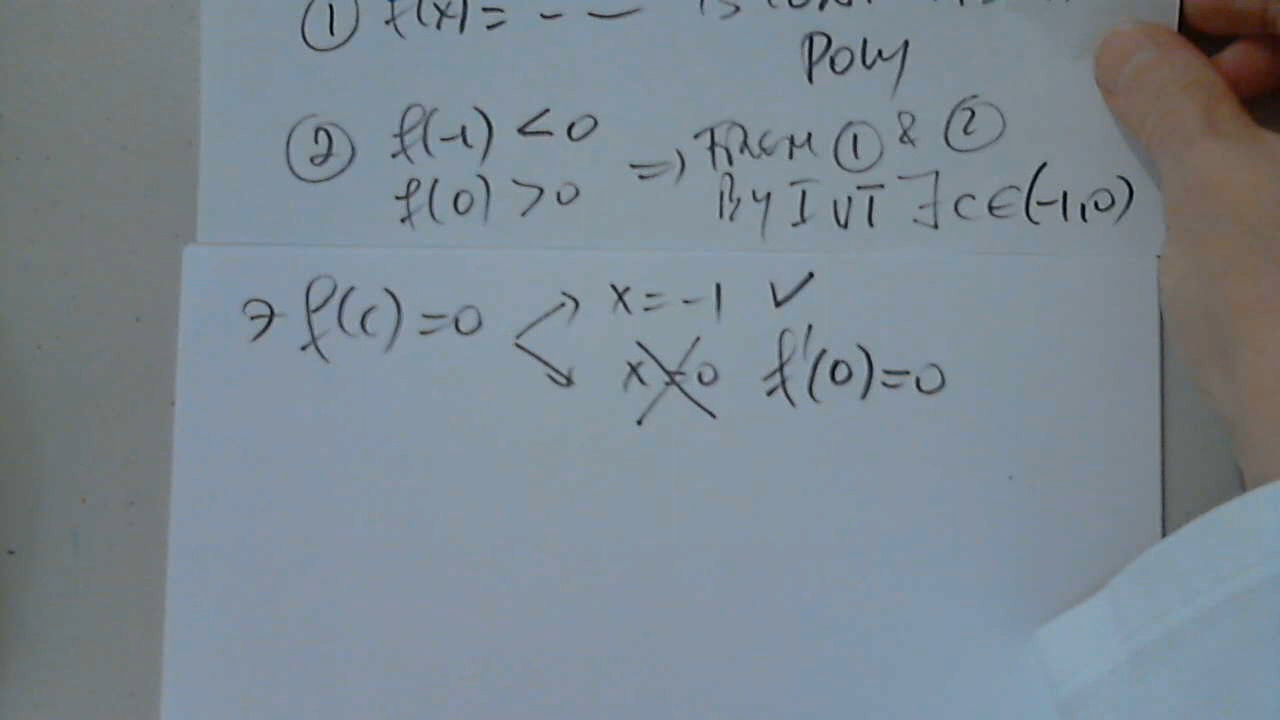 ① f(x) = - — is
Poly
② f(-1) < 0
f(0) > 0
=> FROM ① & ②
BY IVT ∃ c ∈ (-1,0)
∋ f(c) = 0
x = -1 ✓
x = 0 f'(0) = 0